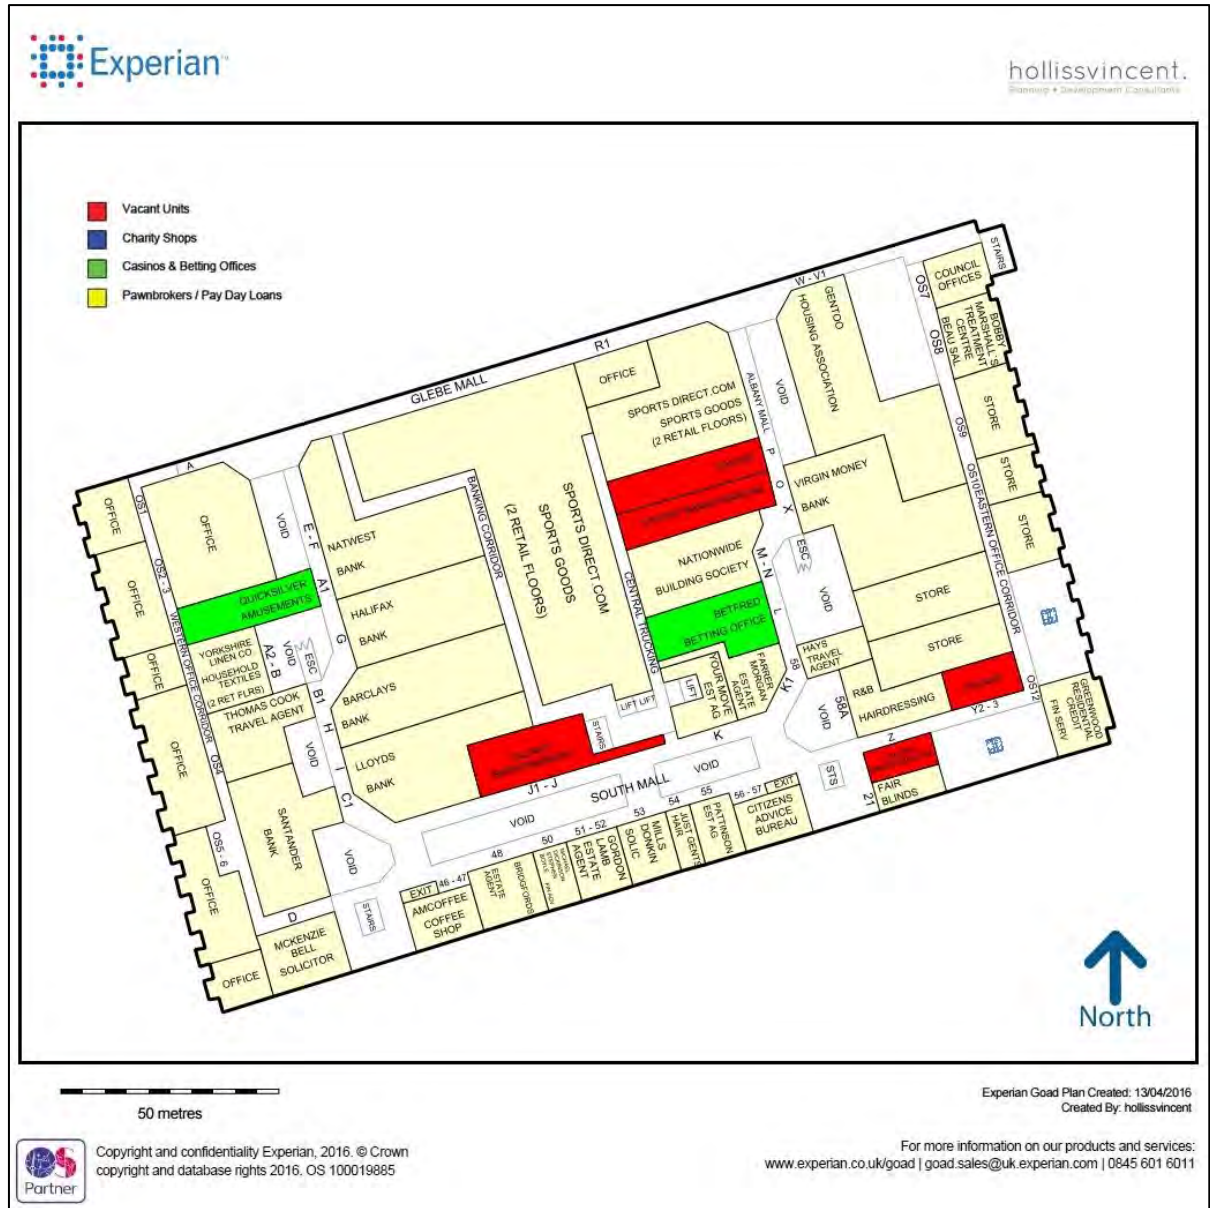 Experian
hollissvincent.
Planning • Development Consultants
Vacant Units
Charity Shops
Casinos & Betting Offices
Pawnbrokers / Pay Day Loans
STAIRS
COUNCIL
OFFICES
OS7
W - V1
GENTOO
HOUSING ASSOCIATION
BOBBY
MARSHALL'S
TREATMENT
CENTRE
BEAU SAL
OS8
R1
OFFICE
GLEBE MALL
ALBANY MALL
VOID
SPORTS DIRECT.COM
SPORTS GOODS
(2 RETAIL FLOORS)
STORE
OS9
A
OS1
OFFICE
OFFICE
VOID
E - F
NATWEST
BANK
BANKING CORRIDOR
SPORTS DIRECT.COM
SPORTS GOODS
(2 RETAIL FLOORS)
P
O
X
VIRGIN MONEY
BANK
OS10
EASTERN OFFICE CORRIDOR
STORE
STORE
OS2 - 3
OFFICE
QUICKSILVER
AMUSEMENTS
A1
HALIFAX
BANK
G
NATIONWIDE
BUILDING SOCIETY
M - N
ESC
VOID
CENTRAL TRUCKING
BETFRED
BETTING OFFICE
L
STORE
STORE
WESTERN OFFICE CORRIDOR
OFFICE
YORKSHIRE
LINEN CO
HOUSEHOLD
TEXTILES
(2 RET FLRS)
A2 - B
VOID
ESC
B1
THOMAS COOK
TRAVEL AGENT
BARCLAYS
BANK
H
YOUR MOVE
EST AG
FARRER
MORGAN
ESTATE
AGENT
LIFT
K1
58
HAYS
TRAVEL
AGENT
R&B
HAIRDRESSING
58A
VOID
Y2 - 3
OS12
GREENWOOD
RESIDENTIAL
CREDIT
FIN SERV
OFFICE
OS4
VOID
I
LLOYDS
BANK
LIFT LIFT
STAIRS
K
Z
STS
21
FAIR
BLINDS
C1
J1 - J
SOUTH MALL
VOID
VOID
SANTANDER
BANK
OS5 - 6
OFFICE
VOID
48
50
51 - 52
53
54
55
56 - 57
EXIT
CITIZENS
ADVICE
BUREAU
PATTINSON
EST AG
JUST GENTS
HAIR
MILLS
DONKIN
SOLIC
GORDON
LAMB
ESTATE
AGENT
BRIDGFORDS
ESTATE
AGENT
46 - 47
EXIT
AMCOFFEE
COFFEE
SHOP
STAIRS
D
MCKENZIE
BELL
SOLICITOR
OFFICE
North
50 metres
Experian Goad Plan Created: 13/04/2016
Created By: hollissvincent
Copyright and confidentiality Experian, 2016. © Crown
copyright and database rights 2016. OS 100019885
For more information on our products and services:
www.experian.co.uk/goad | goad.sales@uk.experian.com | 0845 601 6011
OS
Partner